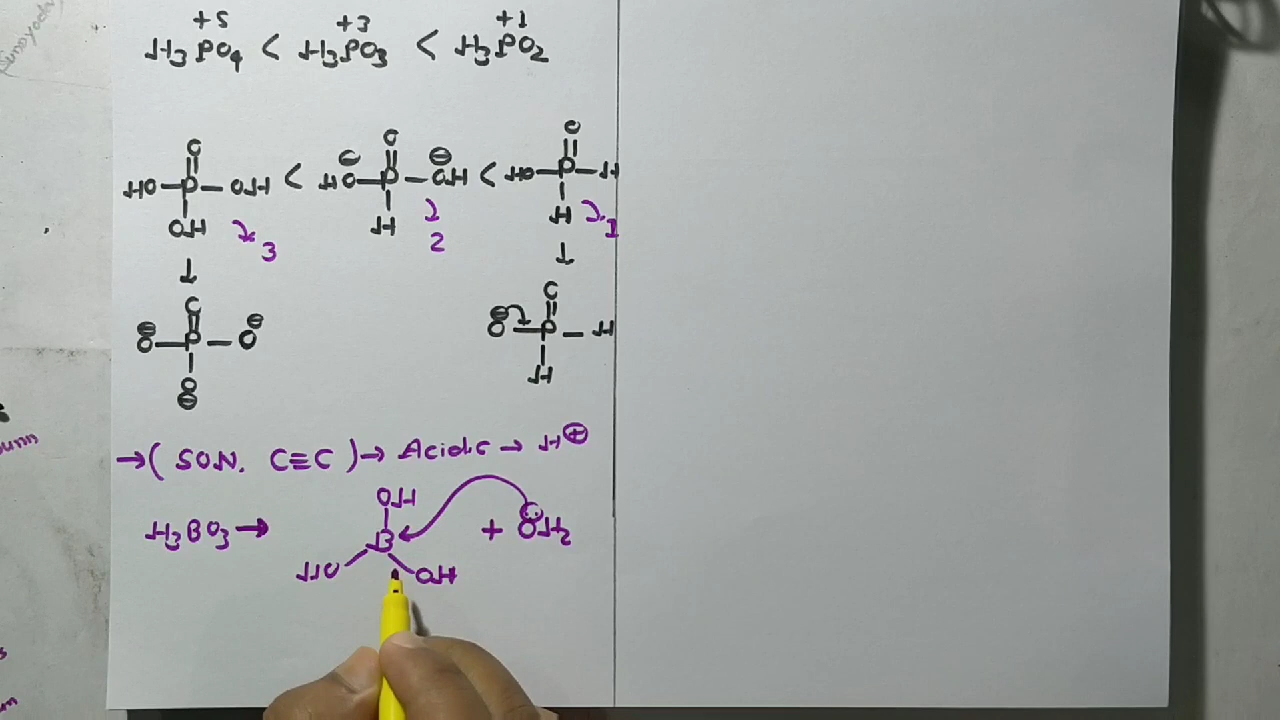 +5 +3 +1
H₃PO₄ < H₃PO₃ < H₃PO₂
O O O
HO-P-OH < HO-P-OH < HO-P-H
⊖ ⊖
OH H H
3 2 1
↓ ↓
O O
⊖O-P-O⊖ ⊖O-P-H
O⊖ H
→ ( SON. C≡C ) → Acidic → H⊕
OH
H₃BO₃ → B + ÖH₂
HO OH